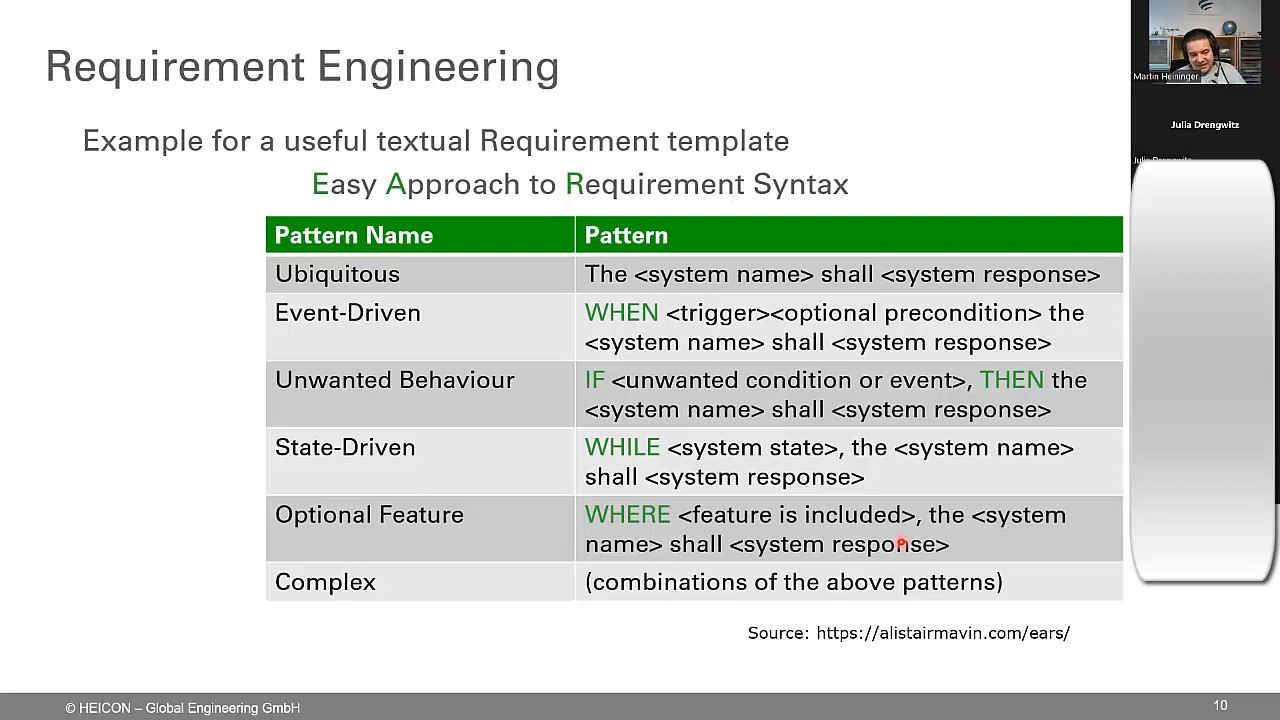 Requirement Engineering
Example for a useful textual Requirement template
Easy Approach to Requirement Syntax
Pattern Name Pattern
Ubiquitous The <system name> shall <system response>
Event-Driven WHEN <trigger><optional precondition> the
<system name> shall <system response>
Unwanted Behaviour IF <unwanted condition or event>, THEN the
<system name> shall <system response>
State-Driven WHILE <system state>, the <system name>
shall <system response>
Optional Feature WHERE <feature is included>, the <system
name> shall <system response>
Complex (combinations of the above patterns)
Source: https://alistairmavin.com/ears/
© HEICON – Global Engineering GmbH
10
Martin Heininger
Julia Drengwitz